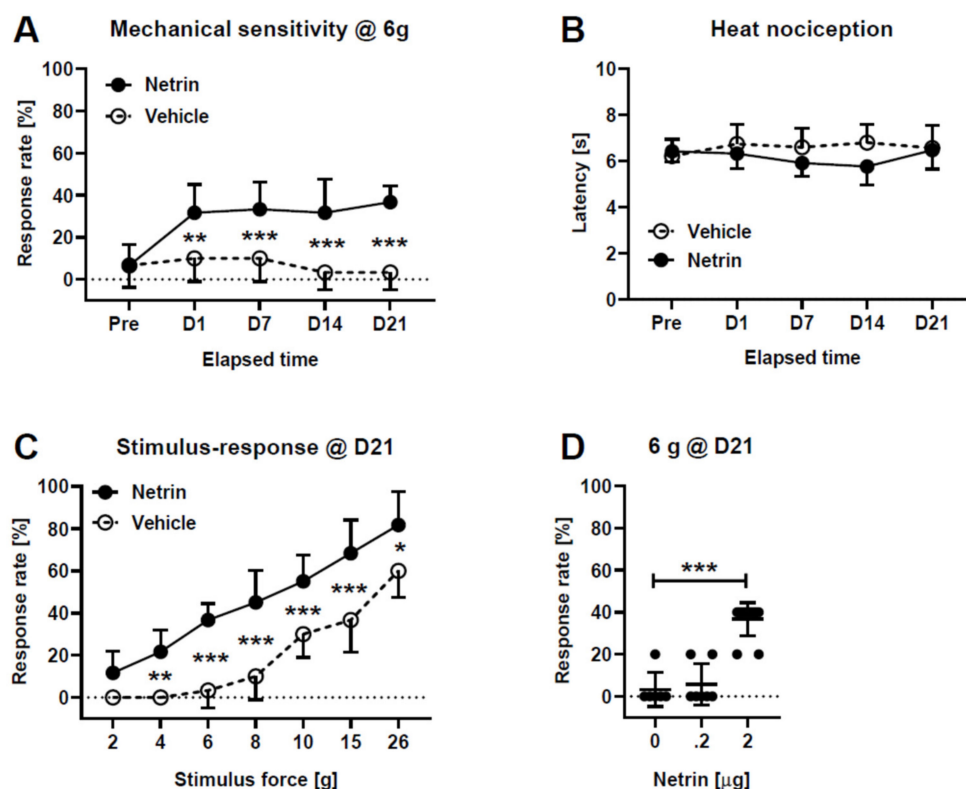 A Mechanical sensitivity @ 6g
Response rate [%]
100
80
60
40
20
0
Netrin
Vehicle
** *** *** ***
Pre D1 D7 D14 D21
Elapsed time
B Heat nociception
Latency [s]
10
8
6
4
2
0
Vehicle
Netrin
Pre D1 D7 D14 D21
Elapsed time
C Stimulus-response @ D21
Response rate [%]
100
80
60
40
20
0
Netrin
Vehicle
** *** *** *** *** *
2 4 6 8 10 15 26
Stimulus force [g]
D 6 g @ D21
Response rate [%]
100
80
60
40
20
0
***
0 .2 2
Netrin [μg]